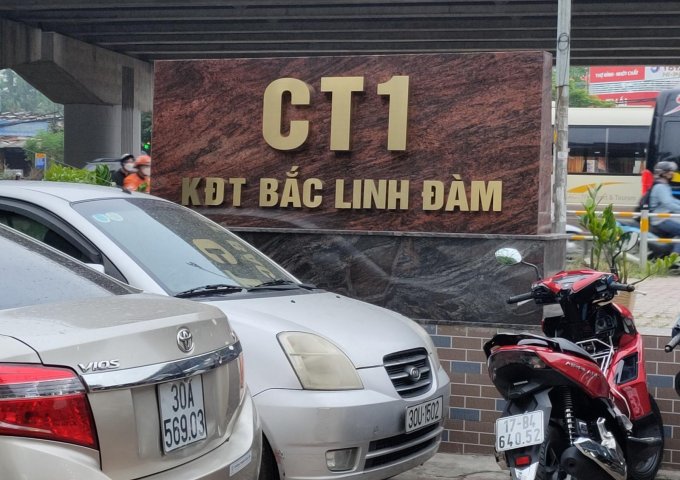 CT1
KĐT BẮC LINH ĐÀM
VIOS
30A
569.03
30U-1502
17-B4
640.52